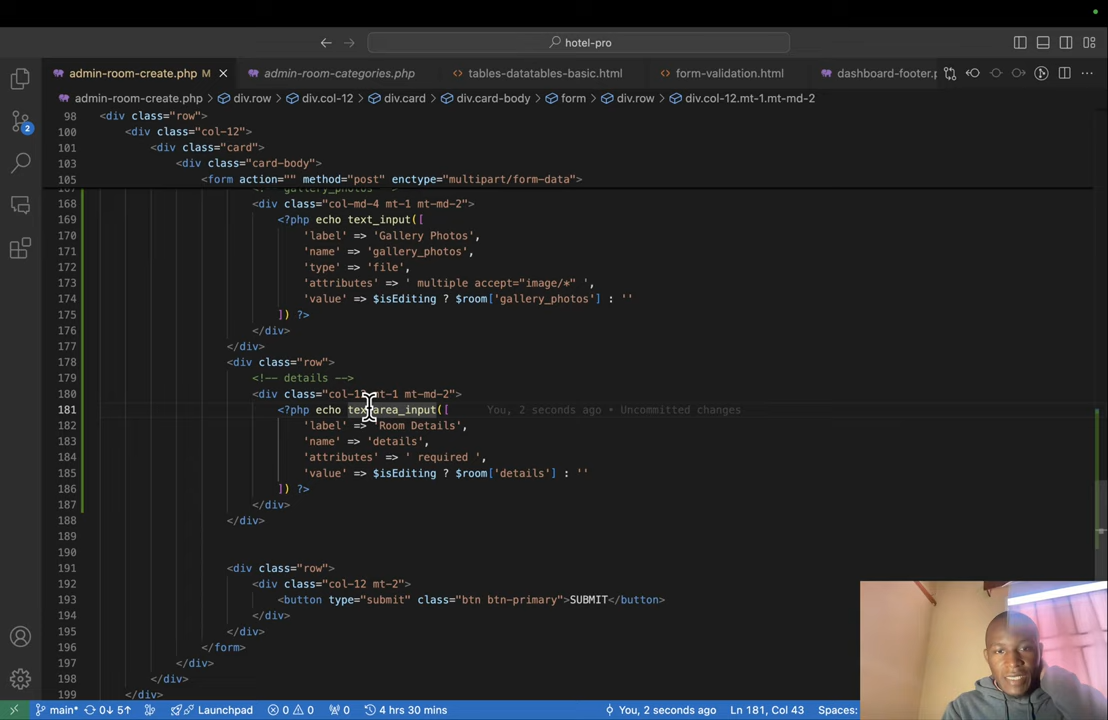 hotel-pro
admin-room-create.php M
admin-room-categories.php
tables-datatables-basic.html
form-validation.html
dashboard-footer.p
admin-room-create.php > div.row > div.col-12 > div.card > div.card-body > form > div.row > div.col-12.mt-1.mt-md-2
98 <div class="row">
100 <div class="col-12">
101 <div class="card">
103 <div class="card-body">
105 <form action="" method="post" enctype="multipart/form-data">
168 <div class="col-md-4 mt-1 mt-md-2">
169 <?php echo text_input([
170 'label' => 'Gallery Photos',
171 'name' => 'gallery_photos',
172 'type' => 'file',
173 'attributes' => ' multiple accept="image/*" ',
174 'value' => $isEditing ? $room['gallery_photos'] : ''
175 ]) ?>
176 </div>
177 </div>
178 <div class="row">
179 <!-- details -->
180 <div class="col-12 mt-1 mt-md-2">
181 <?php echo textarea_input([ You, 2 seconds ago • Uncommitted changes
182 'label' => 'Room Details',
183 'name' => 'details',
184 'attributes' => ' required ',
185 'value' => $isEditing ? $room['details'] : ''
186 ]) ?>
187 </div>
188 </div>
189
190
191 <div class="row">
192 <div class="col-12 mt-2">
193 <button type="submit" class="btn btn-primary">SUBMIT</button>
194 </div>
195 </div>
196 </form>
197 </div>
198 </div>
199 </div>
2
main* 0↓ 5↑ Launchpad 0 0 0 4 hrs 30 mins You, 2 seconds ago Ln 181, Col 43 Spaces: